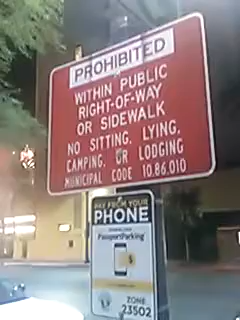 PROHIBITED
WITHIN PUBLIC
RIGHT-OF-WAY
OR SIDEWALK
NO SITTING, LYING,
CAMPING, OR LODGING
MUNICIPAL CODE 10.86.010
PAY FROM YOUR
PHONE
PassportParking
$
ZONE
23502